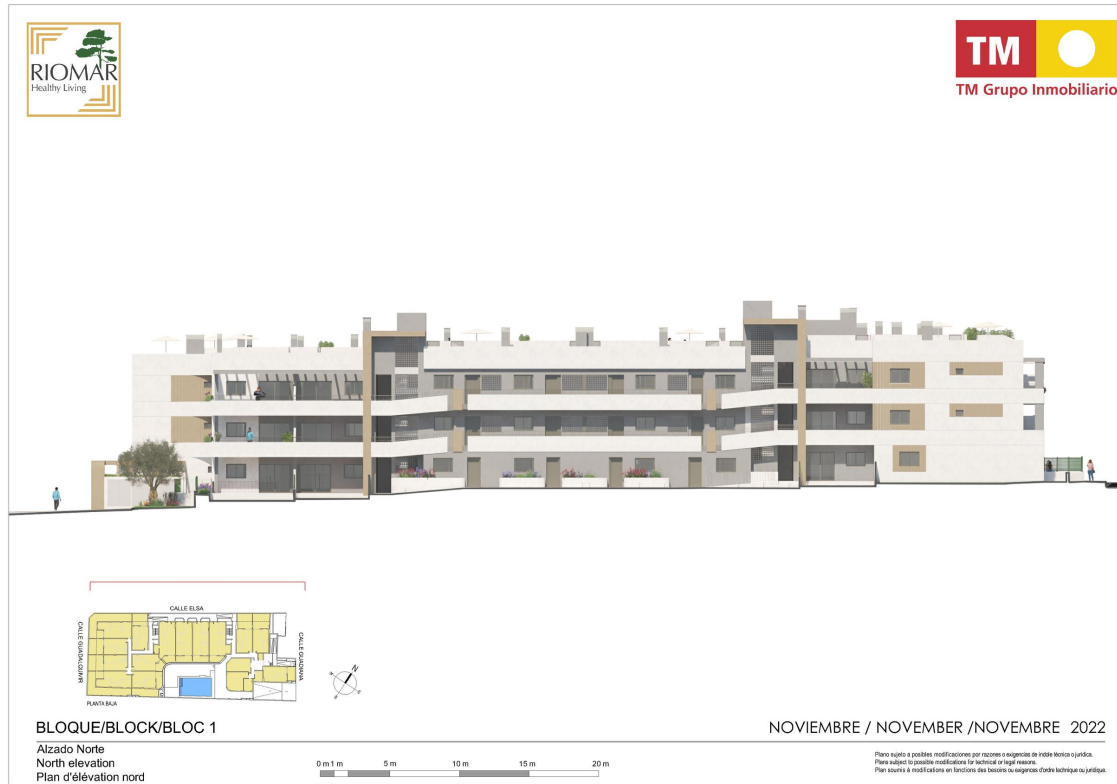 RIOMAR
Healthy Living
TM
TM Grupo Inmobiliario
CALLE ELSA
CALLE GUADALQUIVIR
CALLE GUADIANA
N
PLANTA BAJA
BLOQUE/BLOCK/BLOC 1
NOVIEMBRE / NOVEMBER /NOVEMBRE 2022
Alzado Norte
North elevation
Plan d'élévation nord
0 m 1 m 5 m 10 m 15 m 20 m
Plano sujeto a posibles modificaciones por razones o exigencias de índole técnica o jurídica.
Plans subject to possible modifications for technical or legal reasons.
Plan soumis à modifications en fonctions des besoins ou exigences d'ordre technique ou juridique.